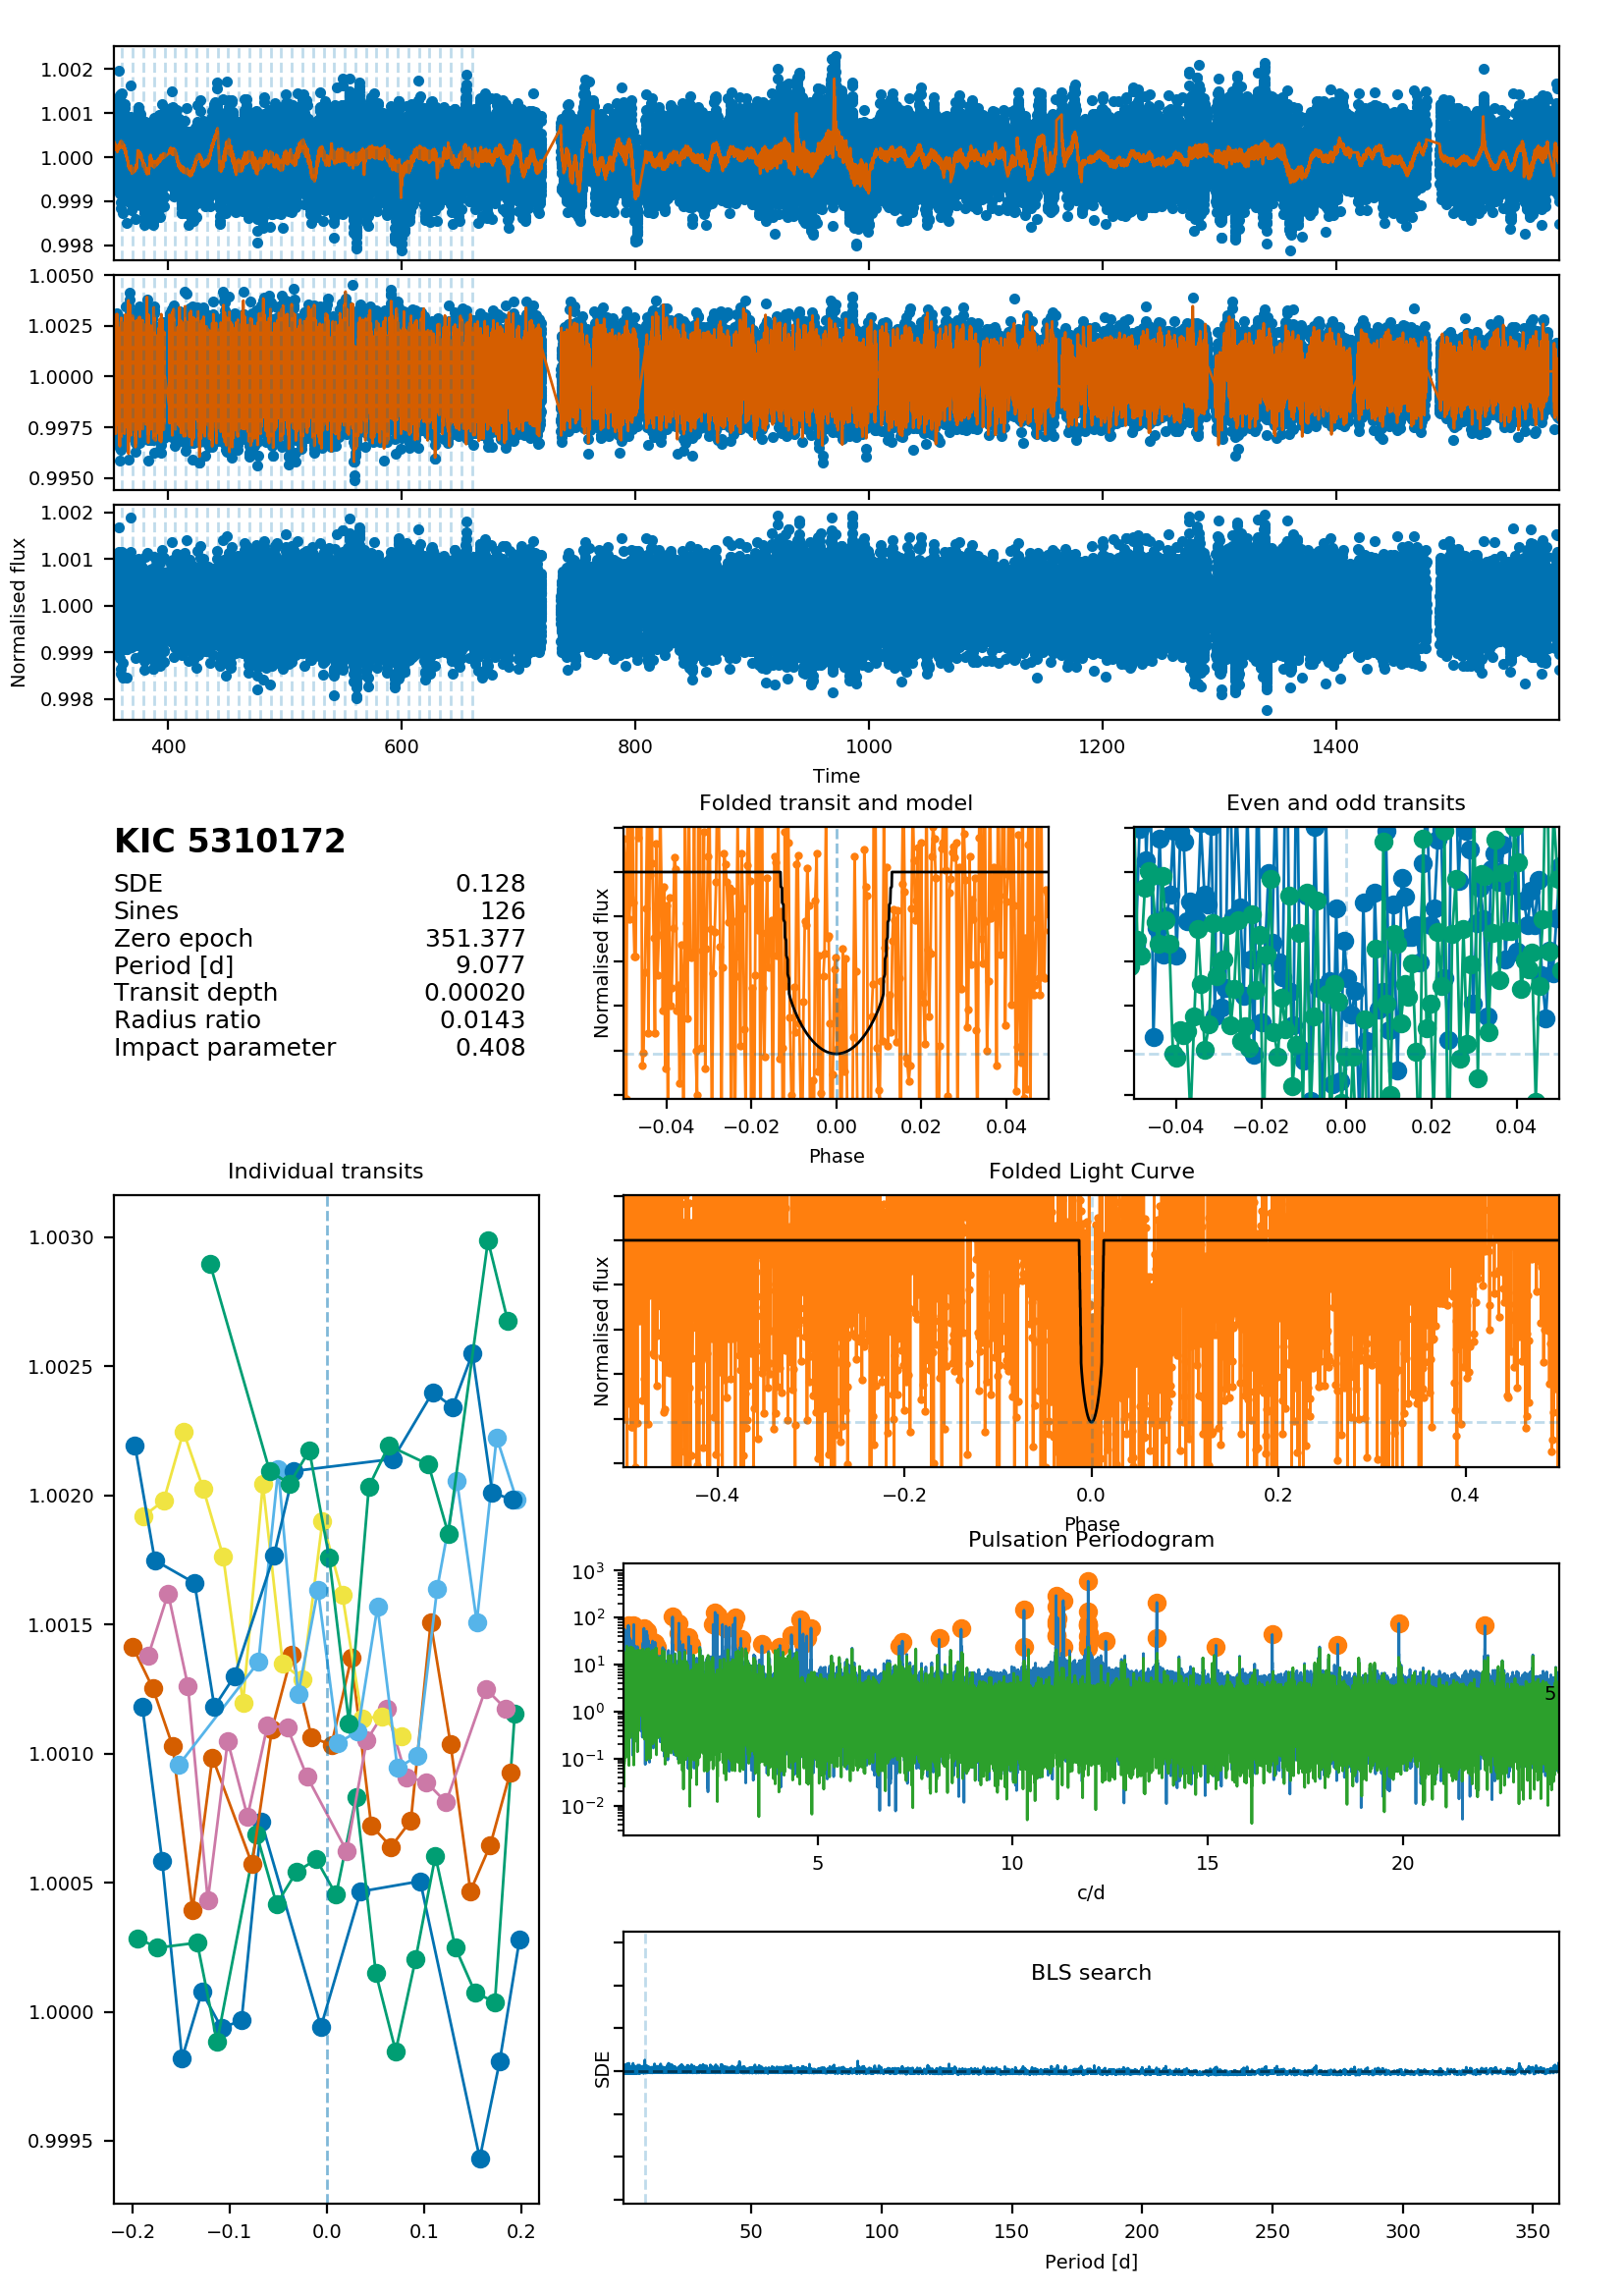 1.002
1.001
1.000
0.999
0.998
1.0050
1.0025
1.0000
0.9975
0.9950
1.002
1.001
1.000
0.999
0.998
Normalised flux
400 600 800 1000 1200 1400
Time
KIC 5310172
SDE 0.128
Sines 126
Zero epoch 351.377
Period [d] 9.077
Transit depth 0.00020
Radius ratio 0.0143
Impact parameter 0.408
Folded transit and model
Normalised flux
−0.04 −0.02 0.00 0.02 0.04
Phase
Even and odd transits
−0.04 −0.02 0.00 0.02 0.04
Individual transits
1.0030
1.0025
1.0020
1.0015
1.0010
1.0005
1.0000
0.9995
−0.2 −0.1 0.0 0.1 0.2
Folded Light Curve
Normalised flux
−0.4 −0.2 0.0 0.2 0.4
Phase
Pulsation Periodogram
10³
10²
10¹
10⁰
10⁻¹
10⁻²
5
5 10 15 20
c/d
BLS search
SDE
50 100 150 200 250 300 350
Period [d]